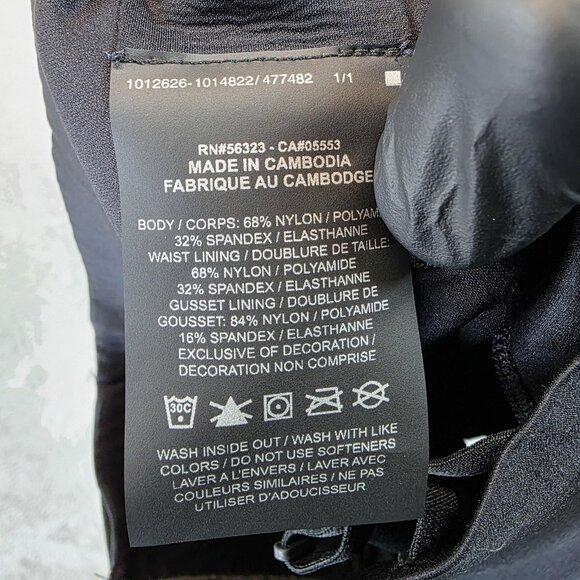 1012626-1014822/ 477482 1/1
RN#56323 - CA#05553
MADE IN CAMBODIA
FABRIQUE AU CAMBODGE
BODY / CORPS: 68% NYLON /
32% SPANDEX / ELASTHANNE
WAIST LINING / DOUBLURE DE TAILLE:
68% NYLON / POLYAMIDE
32% SPANDEX / ELASTHANNE
GUSSET LINING / DOUBLURE DE
GOUSSET: 84% NYLON / POLYAMIDE
16% SPANDEX / ELASTHANNE
EXCLUSIVE OF DECORATION /
DECORATION NON COMPRISE
30C
WASH INSIDE OUT / WASH WITH LIKE
COLORS / DO NOT USE SOFTENERS
LAVER A L'ENVERS / LAVER AVEC
COULEURS SIMILAIRES / NE PAS
UTILISER D'ADOUCISSEUR